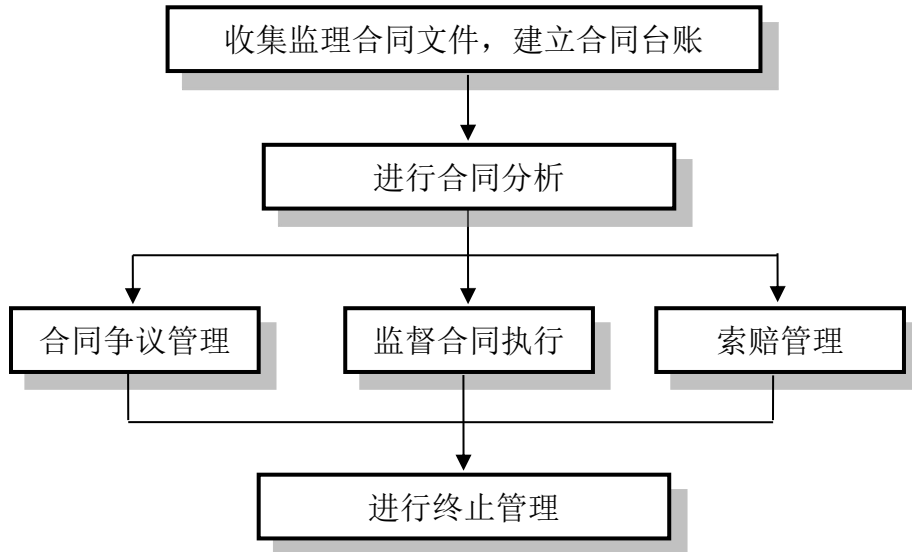 收集监理合同文件，建立合同台账
进行合同分析
合同争议管理
监督合同执行
索赔管理
进行终止管理